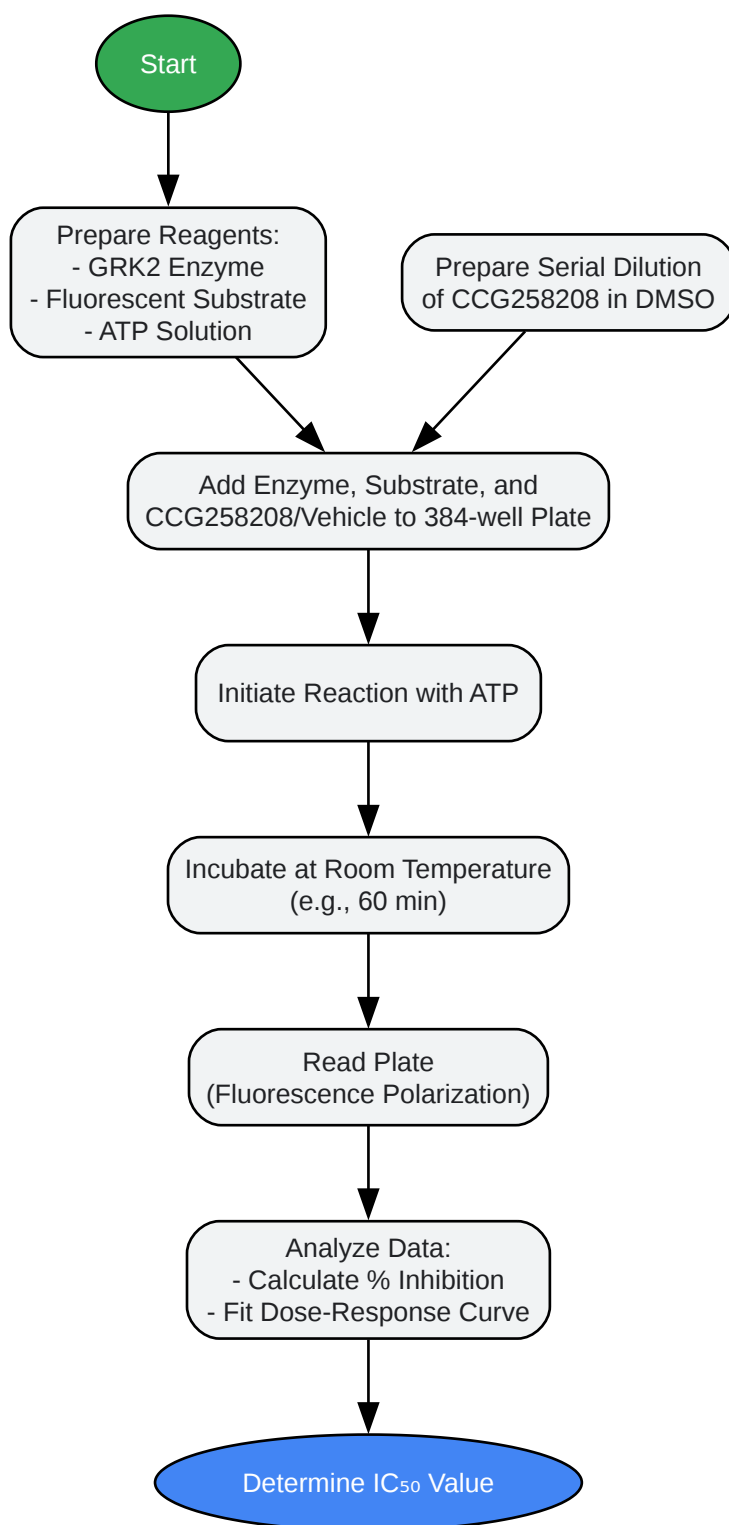 Start
Prepare Reagents:
- GRK2 Enzyme
- Fluorescent Substrate
- ATP Solution
Prepare Serial Dilution
of CCG258208 in DMSO
Add Enzyme, Substrate, and
CCG258208/Vehicle to 384-well Plate
Initiate Reaction with ATP
Incubate at Room Temperature
(e.g., 60 min)
Read Plate
(Fluorescence Polarization)
Analyze Data:
- Calculate % Inhibition
- Fit Dose-Response Curve
Determine IC₅₀ Value